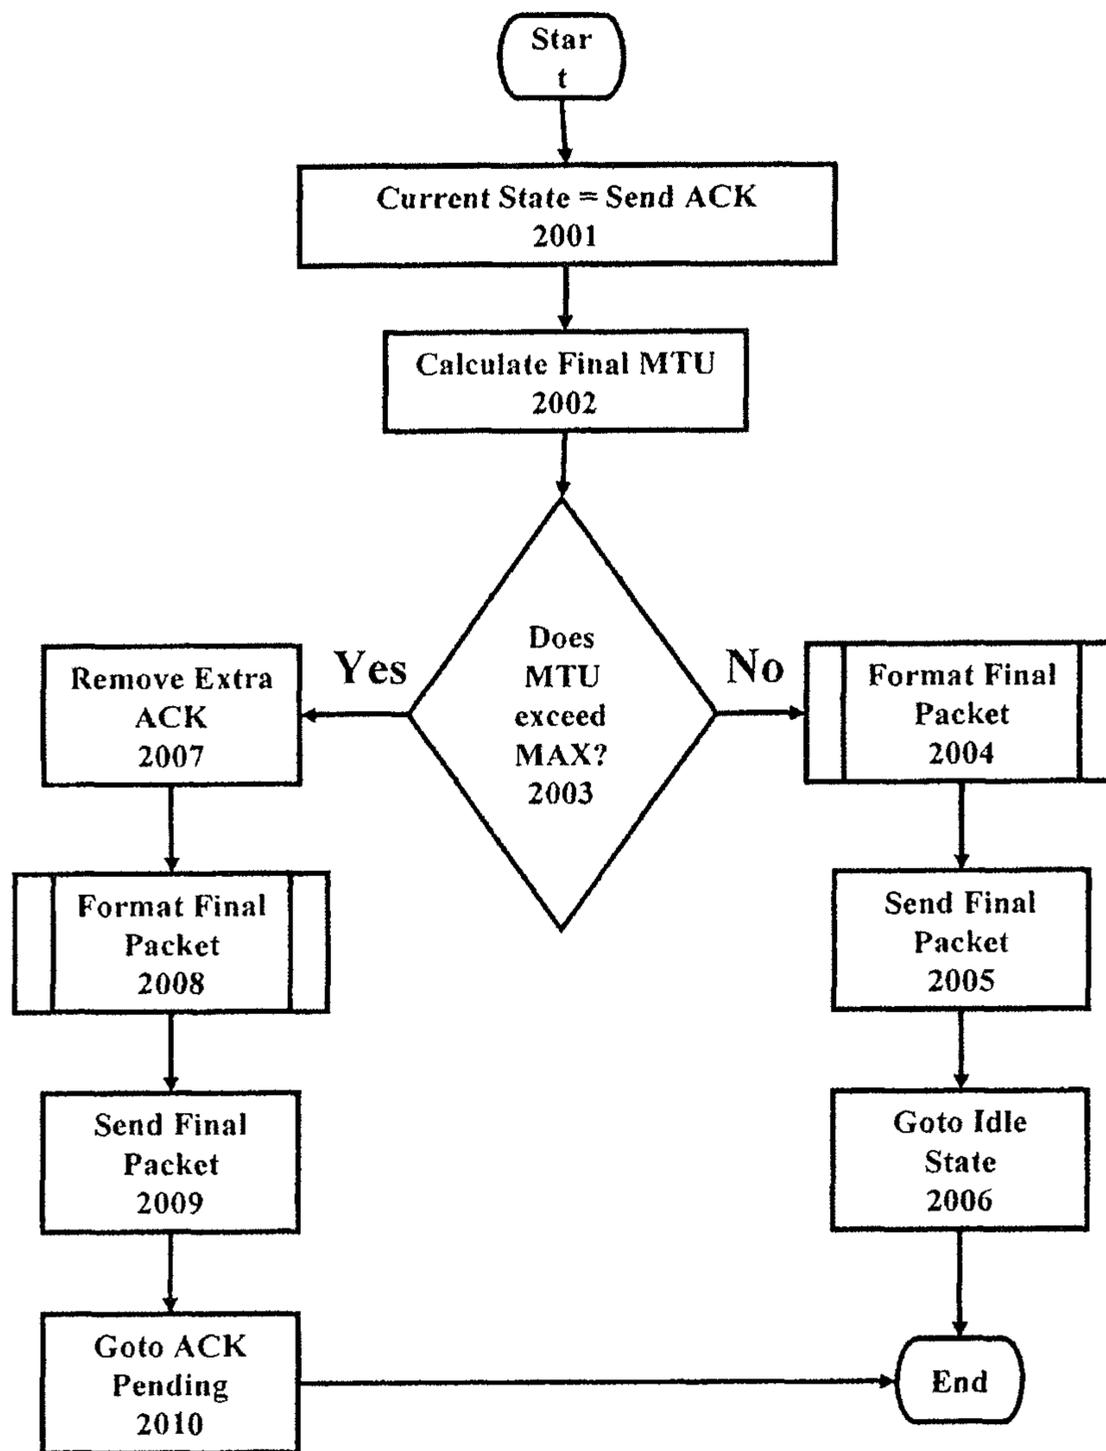 Star
t
Current State = Send ACK
2001
Calculate Final MTU
2002
Does
MTU
exceed
MAX?
2003
Yes
No
Remove Extra
ACK
2007
Format Final
Packet
2008
Send Final
Packet
2009
Goto ACK
Pending
2010
Format Final
Packet
2004
Send Final
Packet
2005
Goto Idle
State
2006
End